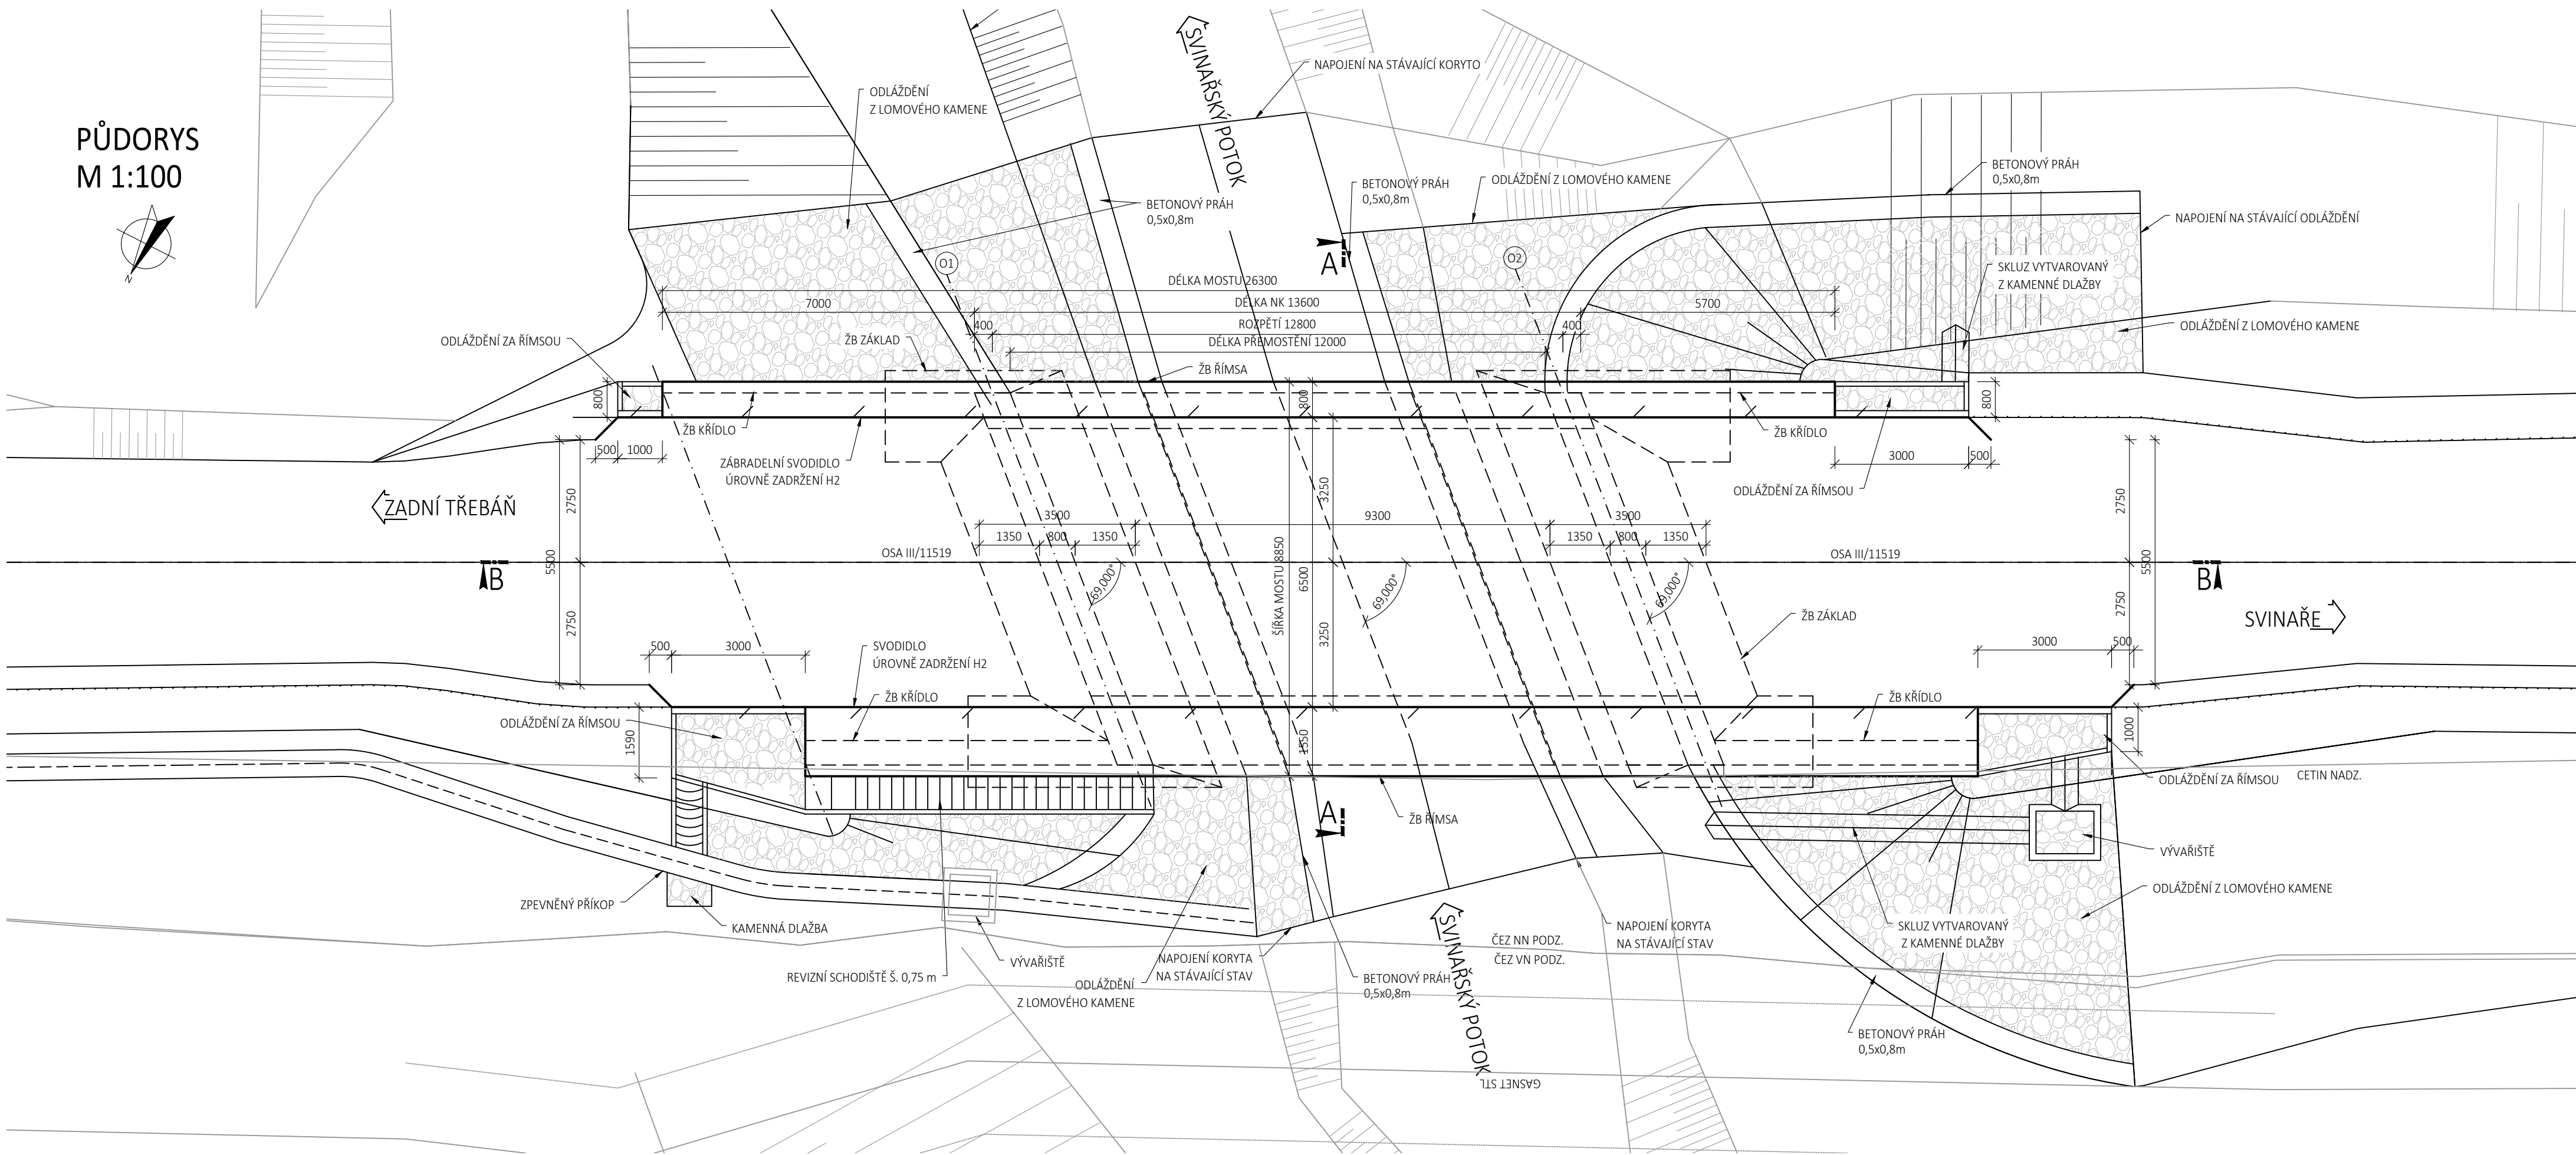 PŮDORYS
M 1:100
N
SVINAŘSKÝ POTOK
NAPOJENÍ NA STÁVAJÍCÍ KORYTO
ODLÁŽDĚNÍ
Z LOMOVÉHO KAMENE
BETONOVÝ PRÁH
0,5x0,8m
BETONOVÝ PRÁH
0,5x0,8m
ODLÁŽDĚNÍ Z LOMOVÉHO KAMENE
BETONOVÝ PRÁH
0,5x0,8m
NAPOJENÍ NA STÁVAJÍCÍ ODLÁŽDĚNÍ
O1
O2
A
SKLUZ VYTVAROVANÝ
Z KAMENNÉ DLAŽBY
DÉLKA MOSTU 26300
7000
DÉLKA NK 13600
5700
400
ROZPĚTÍ 12800
400
DÉLKA PŘEMOSTĚNÍ 12000
ODLÁŽDĚNÍ Z LOMOVÉHO KAMENE
ODLÁŽDĚNÍ ZA ŘÍMSOU
ŽB ZÁKLAD
ŽB ŘÍMSA
800
800
800
ŽB KŘÍDLO
ŽB KŘÍDLO
500
1000
3000
500
ZÁBRADELNÍ SVODIDLO
ÚROVNĚ ZADRŽENÍ H2
ODLÁŽDĚNÍ ZA ŘÍMSOU
ZADNÍ TŘEBÁŇ
2750
3250
2750
3500
9300
3500
1350
800
1350
1350
800
1350
OSA III/11519
OSA III/11519
5500
ŠÍŘKA MOSTU 8850
6500
5500
B
B
69,000°
69,000°
69,000°
2750
3250
2750
ŽB ZÁKLAD
SVINAŘE
500
3000
SVODIDLO
ÚROVNĚ ZADRŽENÍ H2
3000
500
ŽB KŘÍDLO
ŽB KŘÍDLO
ODLÁŽDĚNÍ ZA ŘÍMSOU
1590
1550
1000
ODLÁŽDĚNÍ ZA ŘÍMSOU
CETIN NADZ.
A
ŽB ŘÍMSA
VÝVAŘIŠTĚ
ODLÁŽDĚNÍ Z LOMOVÉHO KAMENE
ZPEVNĚNÝ PŘÍKOP
KAMENNÁ DLAŽBA
SKLUZ VYTVAROVANÝ
Z KAMENNÉ DLAŽBY
NAPOJENÍ KORYTA
NA STÁVAJÍCÍ STAV
ČEZ NN PODZ.
ČEZ VN PODZ.
VÝVAŘIŠTĚ
NAPOJENÍ KORYTA
NA STÁVAJÍCÍ STAV
REVIZNÍ SCHODIŠTĚ Š. 0,75 m
ODLÁŽDĚNÍ
Z LOMOVÉHO KAMENE
BETONOVÝ PRÁH
0,5x0,8m
SVINAŘSKÝ POTOK
BETONOVÝ PRÁH
0,5x0,8m
GASNET STL